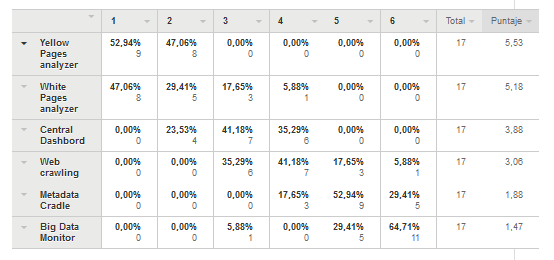 1 2 3 4 5 6 Total Puntaje
Yellow 52,94% 47,06% 0,00% 0,00% 0,00% 0,00% 17 5,53
Pages 9 8 0 0 0 0
analyzer
White 47,06% 29,41% 17,65% 5,88% 0,00% 0,00% 17 5,18
Pages 8 5 3 1 0 0
analyzer
Central 0,00% 23,53% 41,18% 35,29% 0,00% 0,00% 17 3,88
Dashbord 0 4 7 6 0 0
Web 0,00% 0,00% 35,29% 41,18% 17,65% 5,88% 17 3,06
crawling 0 0 6 7 3 1
Metadata 0,00% 0,00% 0,00% 17,65% 52,94% 29,41% 17 1,88
Cradle 0 0 0 3 9 5
Big Data 0,00% 0,00% 5,88% 0,00% 29,41% 64,71% 17 1,47
Monitor 0 0 1 0 5 11